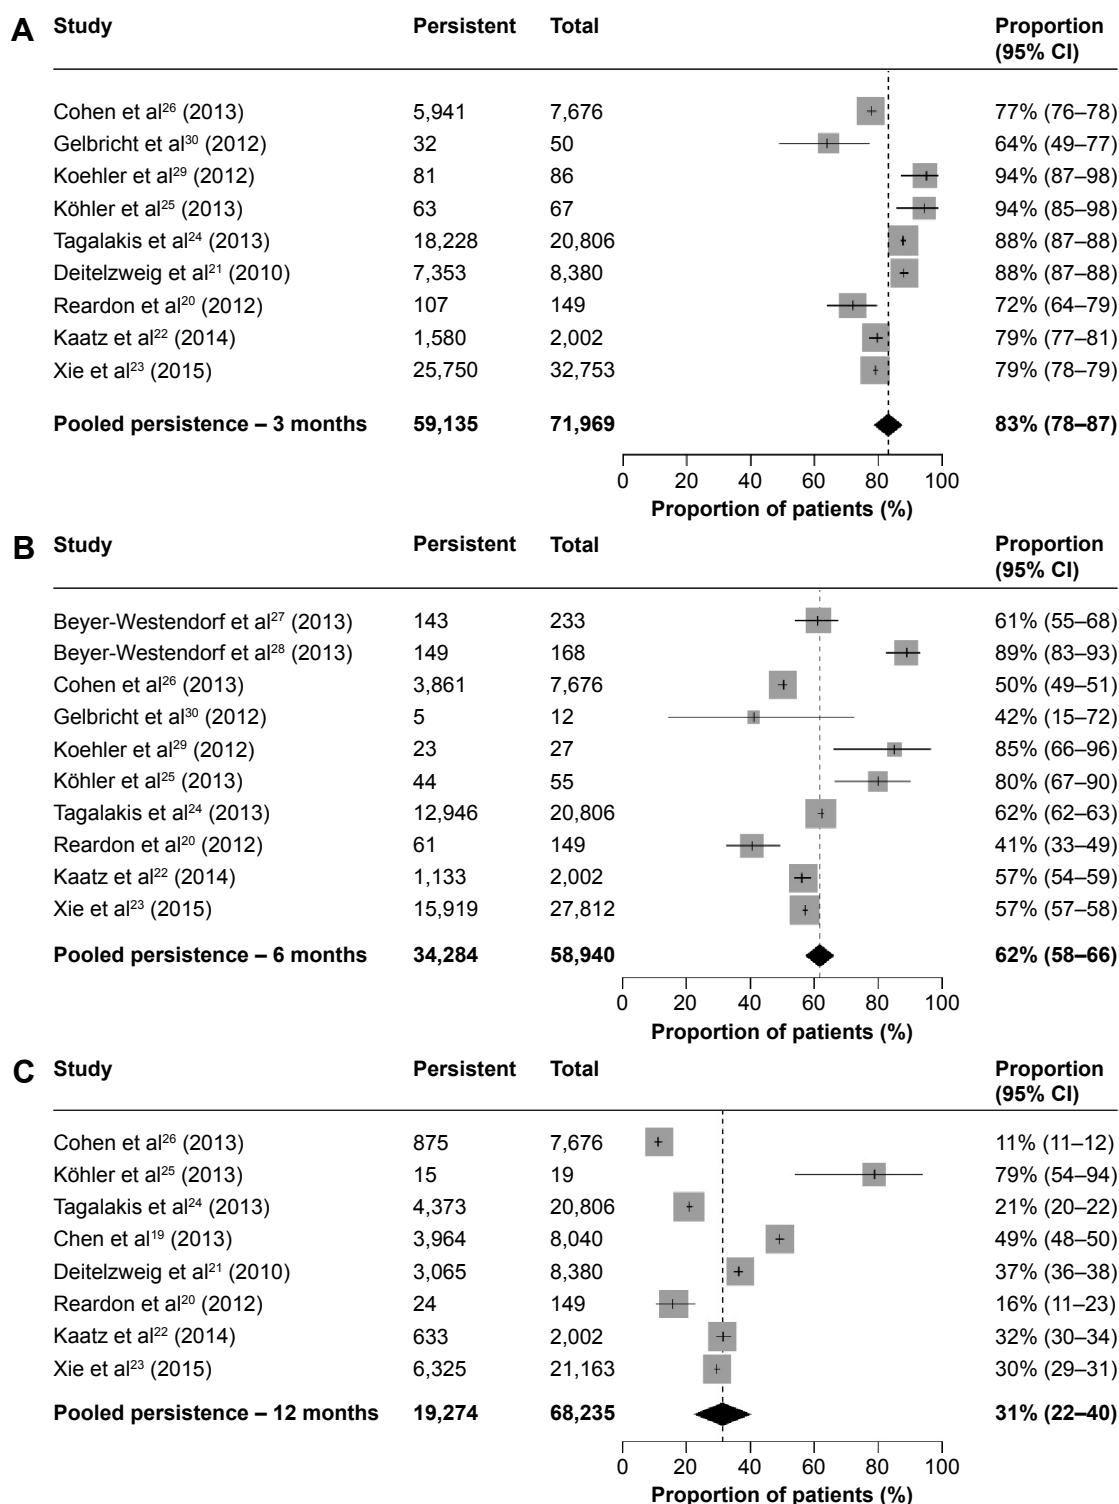 A Study Persistent Total Proportion
(95% CI)
Cohen et al26 (2013) 5,941 7,676 77% (76–78)
Gelbricht et al30 (2012) 32 50 64% (49–77)
Koehler et al29 (2012) 81 86 94% (87–98)
Köhler et al25 (2013) 63 67 94% (85–98)
Tagalakis et al24 (2013) 18,228 20,806 88% (87–88)
Deitelzweig et al21 (2010) 7,353 8,380 88% (87–88)
Reardon et al20 (2012) 107 149 72% (64–79)
Kaatz et al22 (2014) 1,580 2,002 79% (77–81)
Xie et al23 (2015) 25,750 32,753 79% (78–79)
Pooled persistence – 3 months 59,135 71,969 83% (78–87)
0 20 40 60 80 100
Proportion of patients (%)
B Study Persistent Total Proportion
(95% CI)
Beyer-Westendorf et al27 (2013) 143 233 61% (55–68)
Beyer-Westendorf et al28 (2013) 149 168 89% (83–93)
Cohen et al26 (2013) 3,861 7,676 50% (49–51)
Gelbricht et al30 (2012) 5 12 42% (15–72)
Koehler et al29 (2012) 23 27 85% (66–96)
Köhler et al25 (2013) 44 55 80% (67–90)
Tagalakis et al24 (2013) 12,946 20,806 62% (62–63)
Reardon et al20 (2012) 61 149 41% (33–49)
Kaatz et al22 (2014) 1,133 2,002 57% (54–59)
Xie et al23 (2015) 15,919 27,812 57% (57–58)
Pooled persistence – 6 months 34,284 58,940 62% (58–66)
0 20 40 60 80 100
Proportion of patients (%)
C Study Persistent Total Proportion
(95% CI)
Cohen et al26 (2013) 875 7,676 11% (11–12)
Köhler et al25 (2013) 15 19 79% (54–94)
Tagalakis et al24 (2013) 4,373 20,806 21% (20–22)
Chen et al19 (2013) 3,964 8,040 49% (48–50)
Deitelzweig et al21 (2010) 3,065 8,380 37% (36–38)
Reardon et al20 (2012) 24 149 16% (11–23)
Kaatz et al22 (2014) 633 2,002 32% (30–34)
Xie et al23 (2015) 6,325 21,163 30% (29–31)
Pooled persistence – 12 months 19,274 68,235 31% (22–40)
0 20 40 60 80 100
Proportion of patients (%)